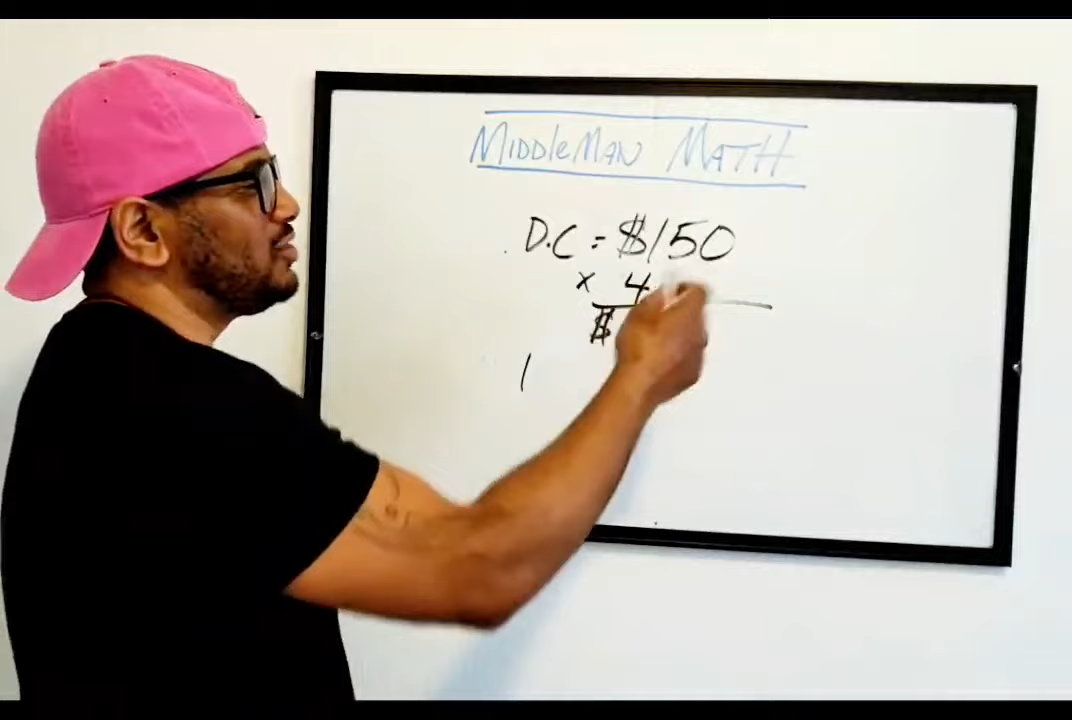 MiddleMan Math
D.C = $150
x 4
$
1